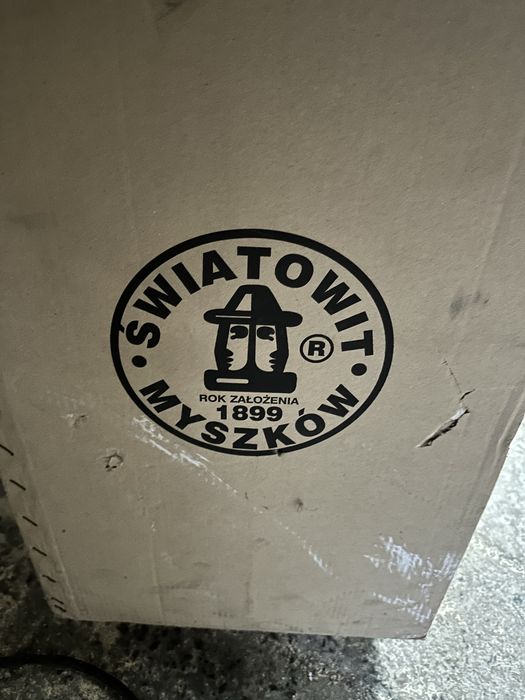 ŚWIATOWIT
®
ROK ZAŁOŻENIA
1899
• MYSZKÓW •